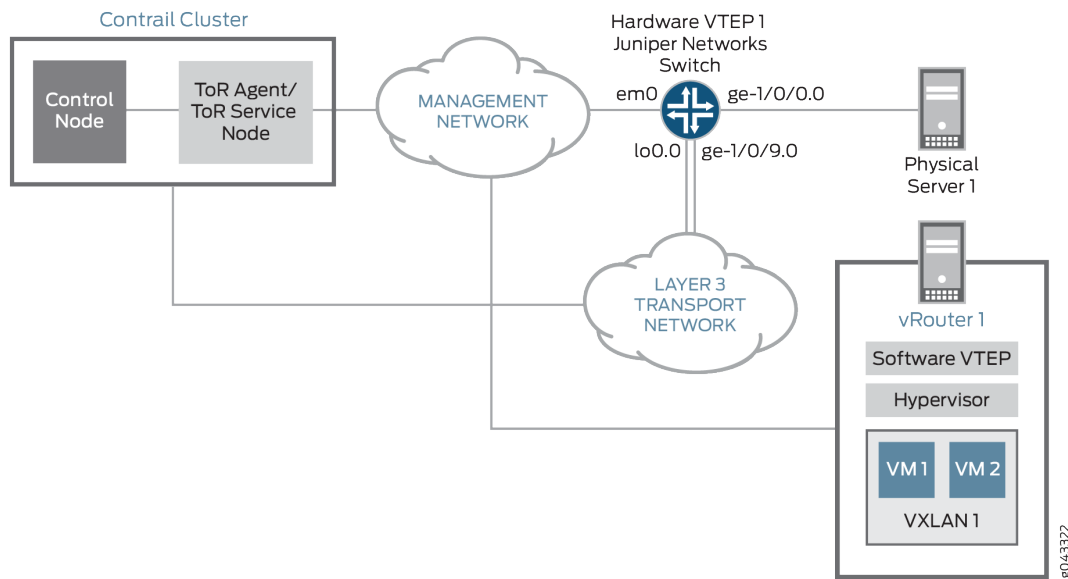 Contrail Cluster
Control
Node
ToR Agent/
ToR Service
Node
MANAGEMENT
NETWORK
Hardware VTEP 1
Juniper Networks
Switch
em0
ge-1/0/0.0
lo0.0
ge-1/0/9.0
Physical
Server 1
LAYER 3
TRANSPORT
NETWORK
vRouter 1
Software VTEP
Hypervisor
VM 1
VM 2
VXLAN 1
g043322